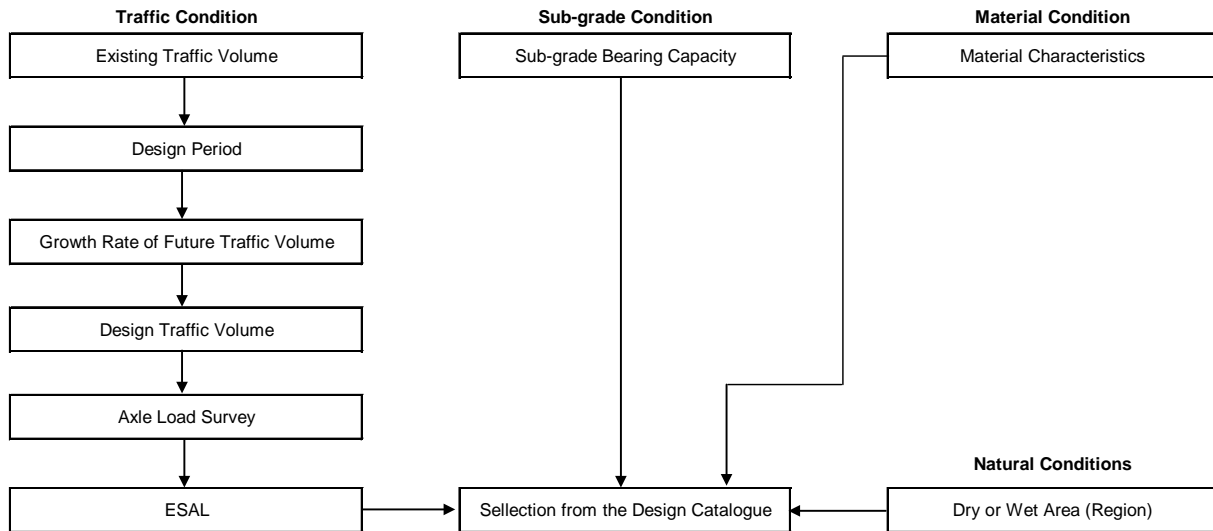 Traffic Condition
Sub-grade Condition
Material Condition
Existing Traffic Volume
Sub-grade Bearing Capacity
Material Characteristics
Design Period
Growth Rate of Future Traffic Volume
Design Traffic Volume
Axle Load Survey
Natural Conditions
ESAL
Sellection from the Design Catalogue
Dry or Wet Area (Region)